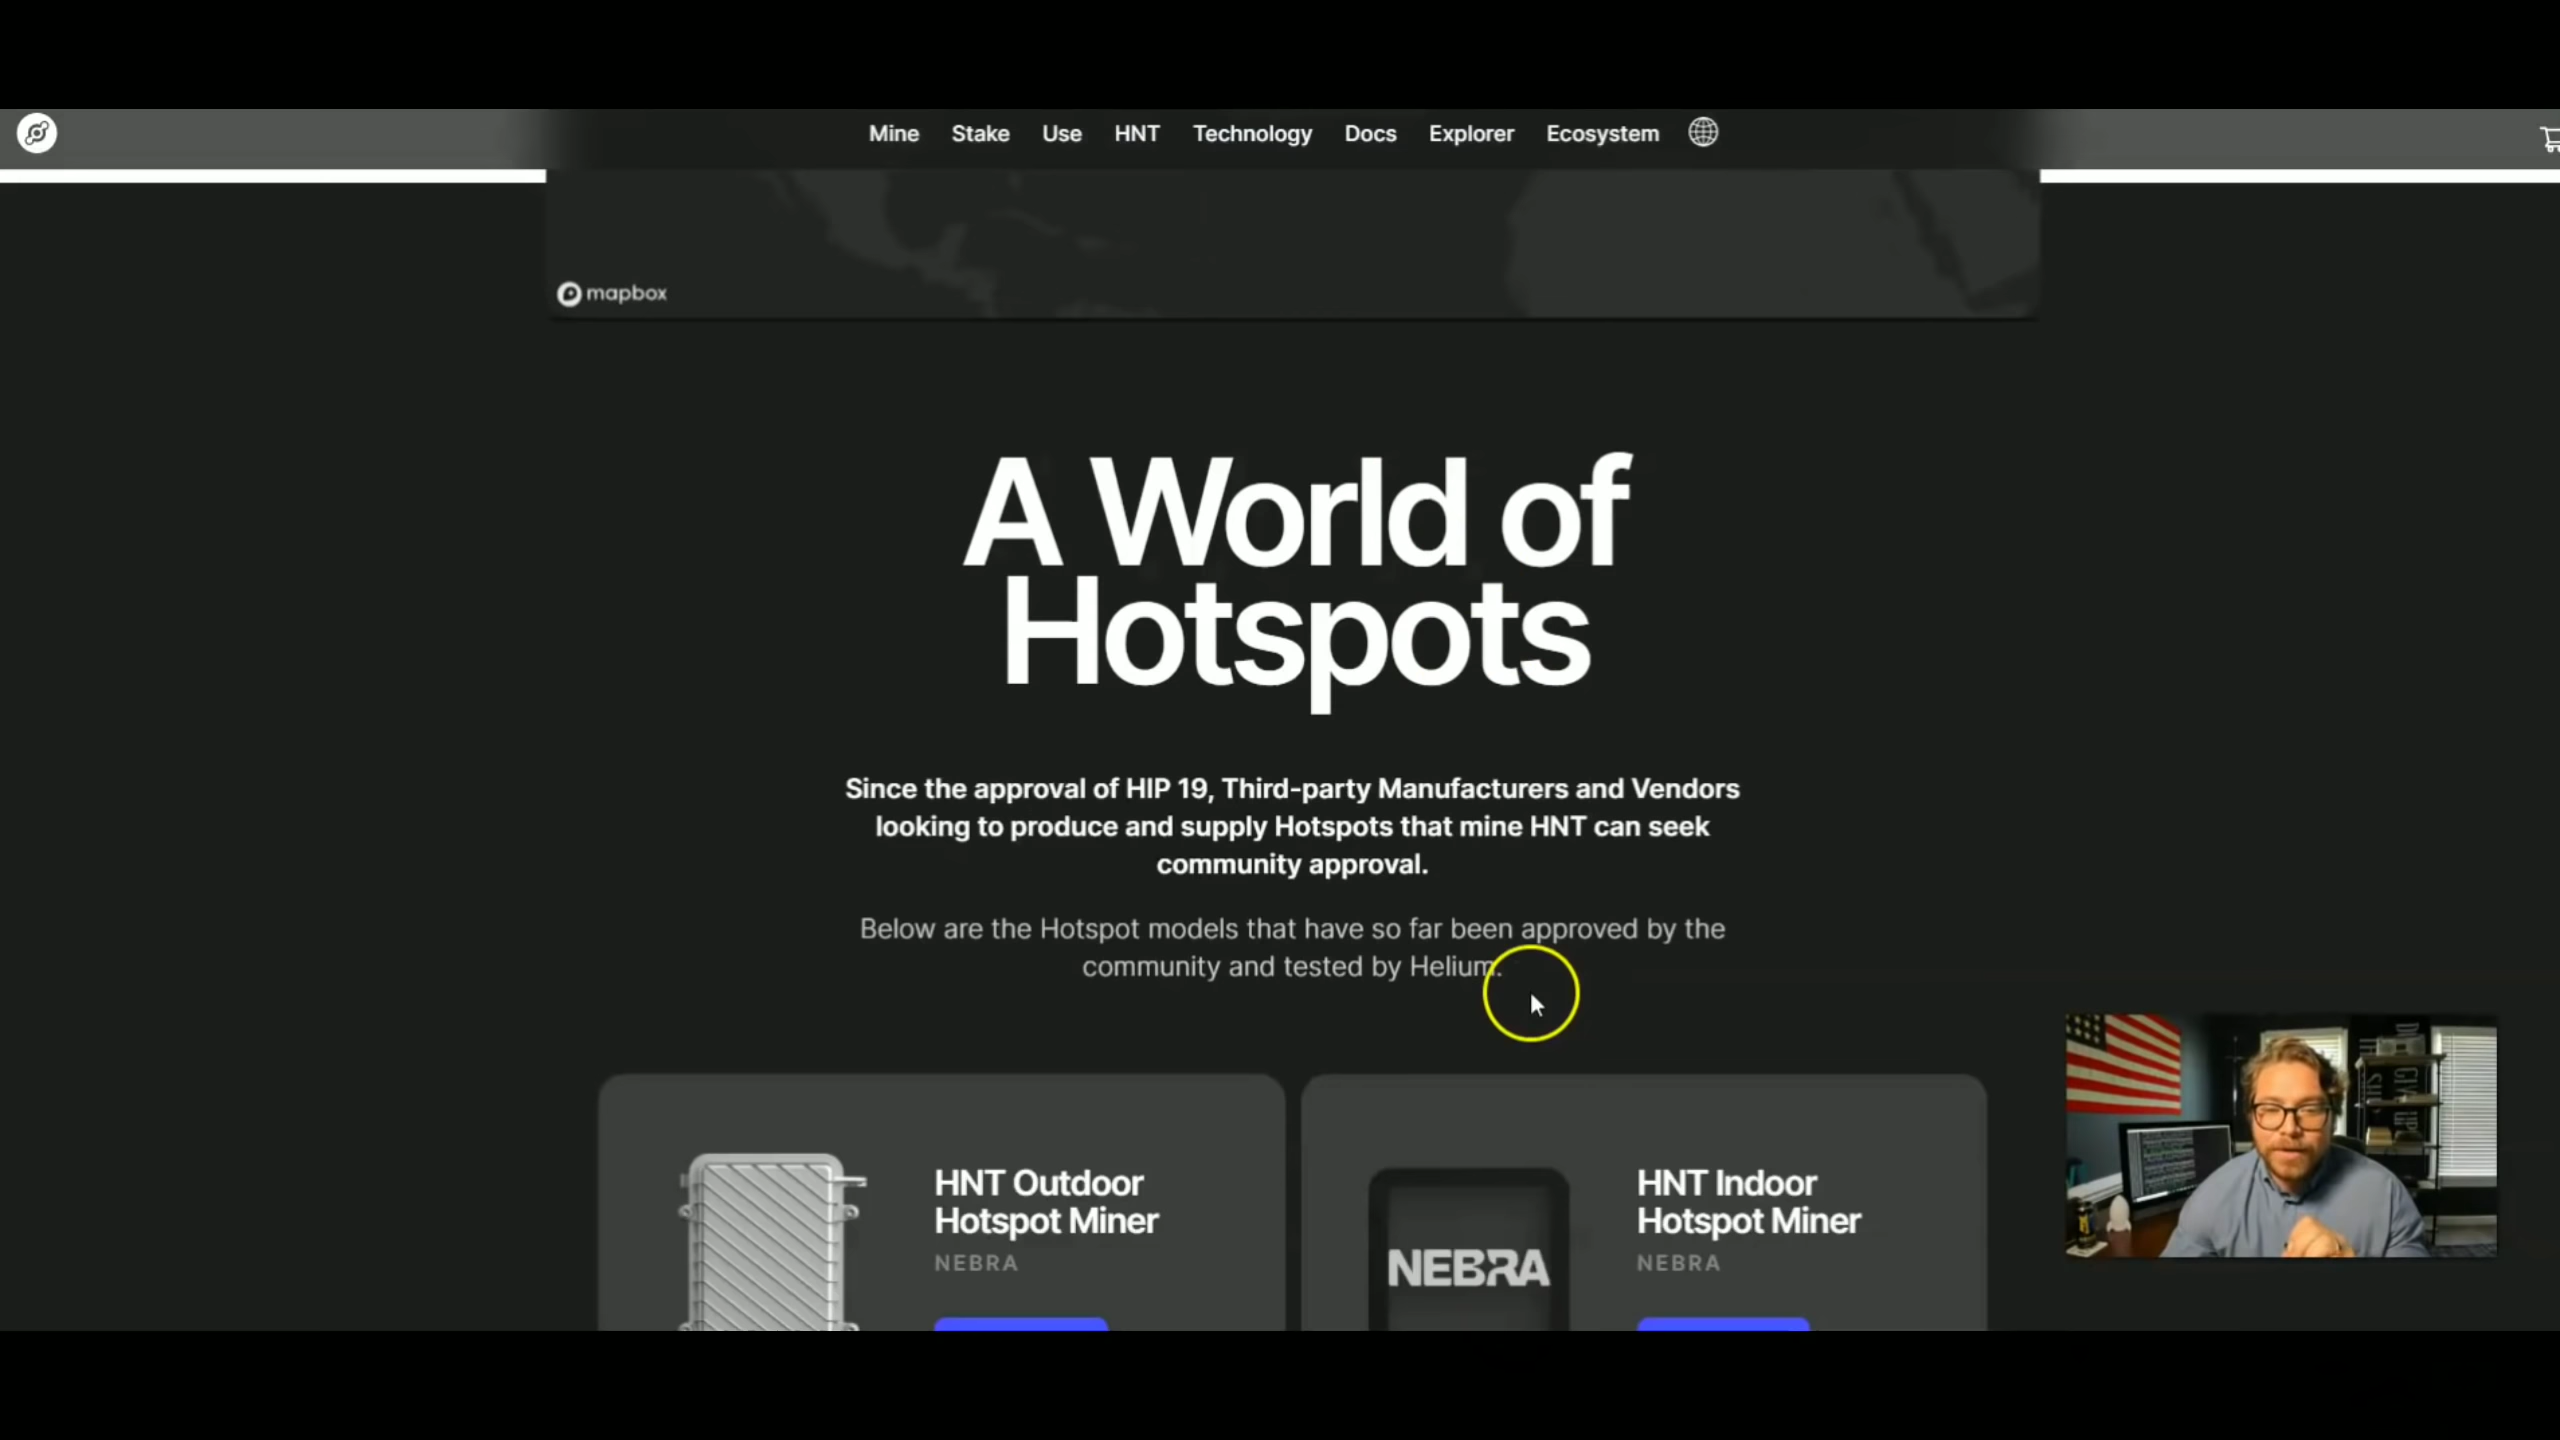 Mine Stake Use HNT Technology Docs Explorer Ecosystem
mapbox
A World of
Hotspots
Since the approval of HIP 19, Third-party Manufacturers and Vendors
looking to produce and supply Hotspots that mine HNT can seek
community approval.
Below are the Hotspot models that have so far been approved by the
community and tested by Helium.
HNT Outdoor
Hotspot Miner
NEBRA
NEBRA
HNT Indoor
Hotspot Miner
NEBRA